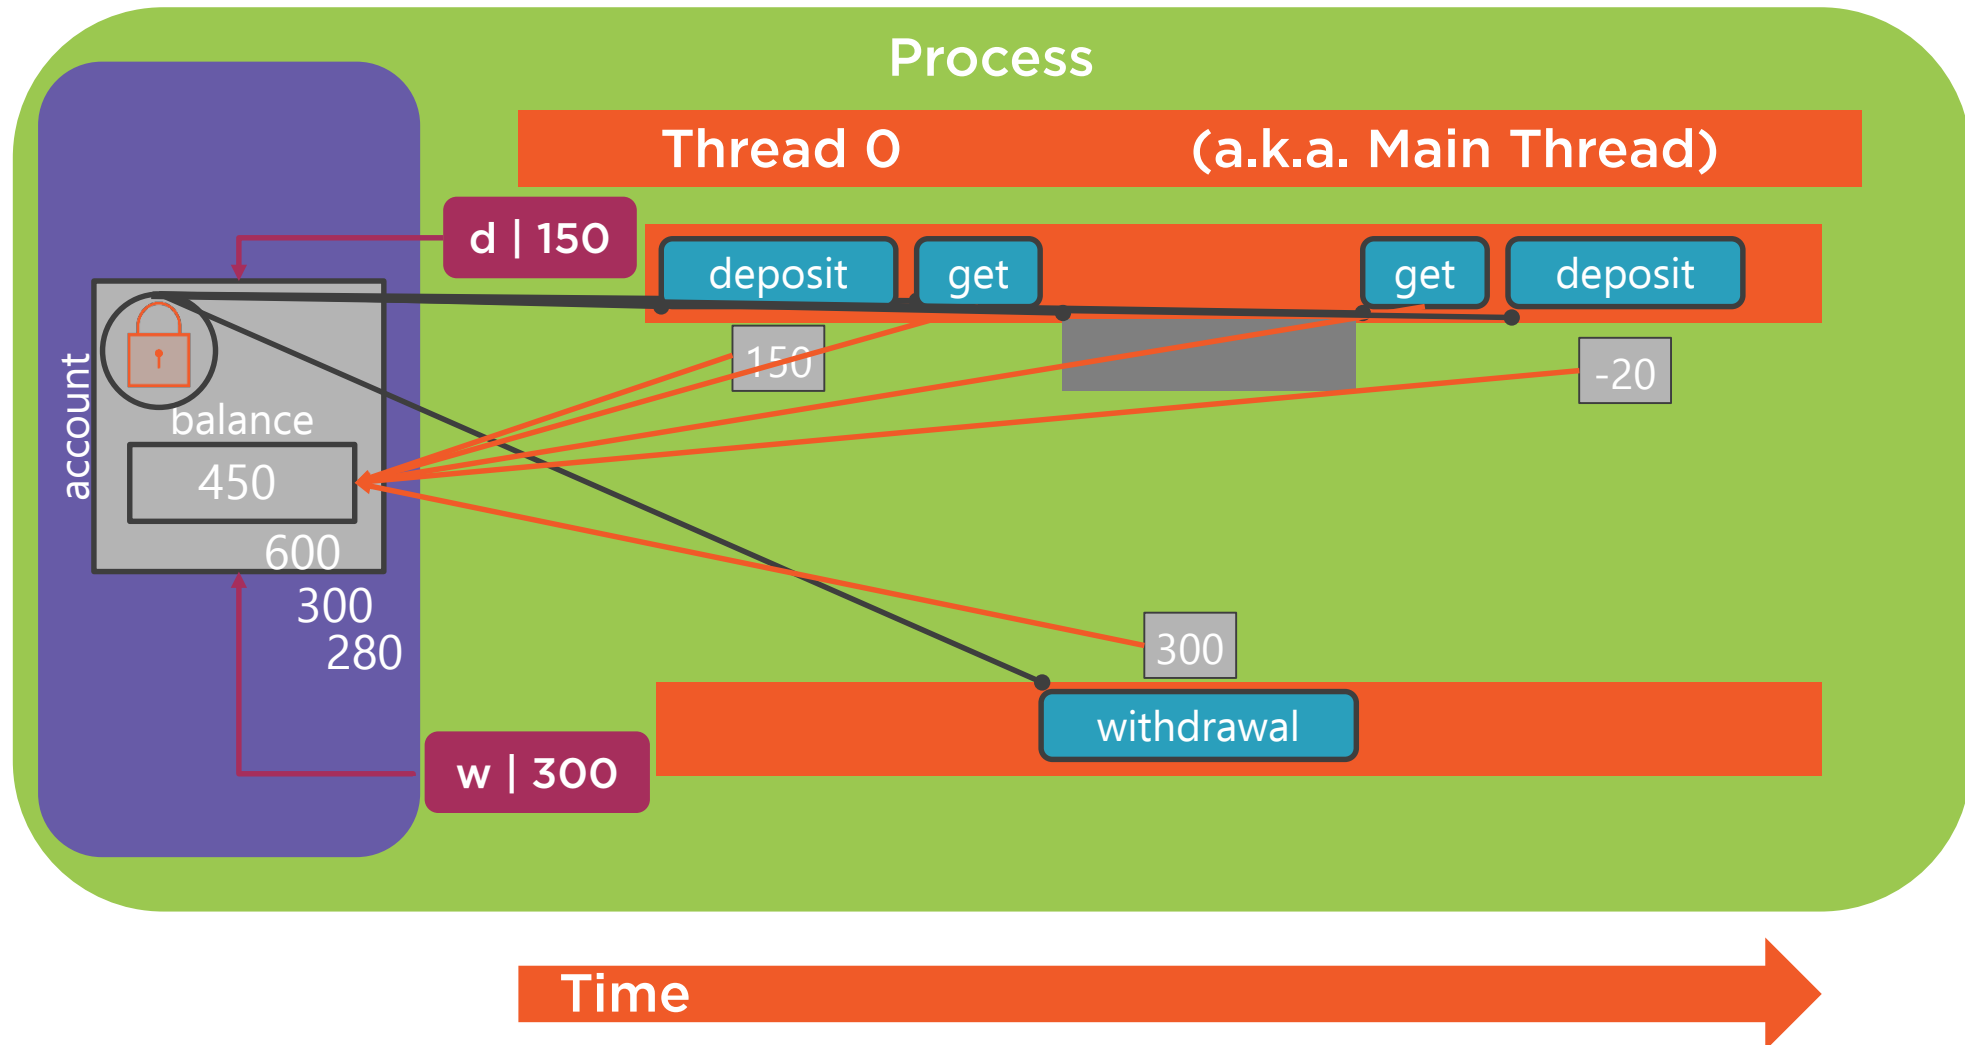 Process
Thread 0 (a.k.a. Main Thread)
d | 150
deposit
get
get
deposit
150
-20
account
balance
450
600
300
280
300
withdrawal
w | 300
Time